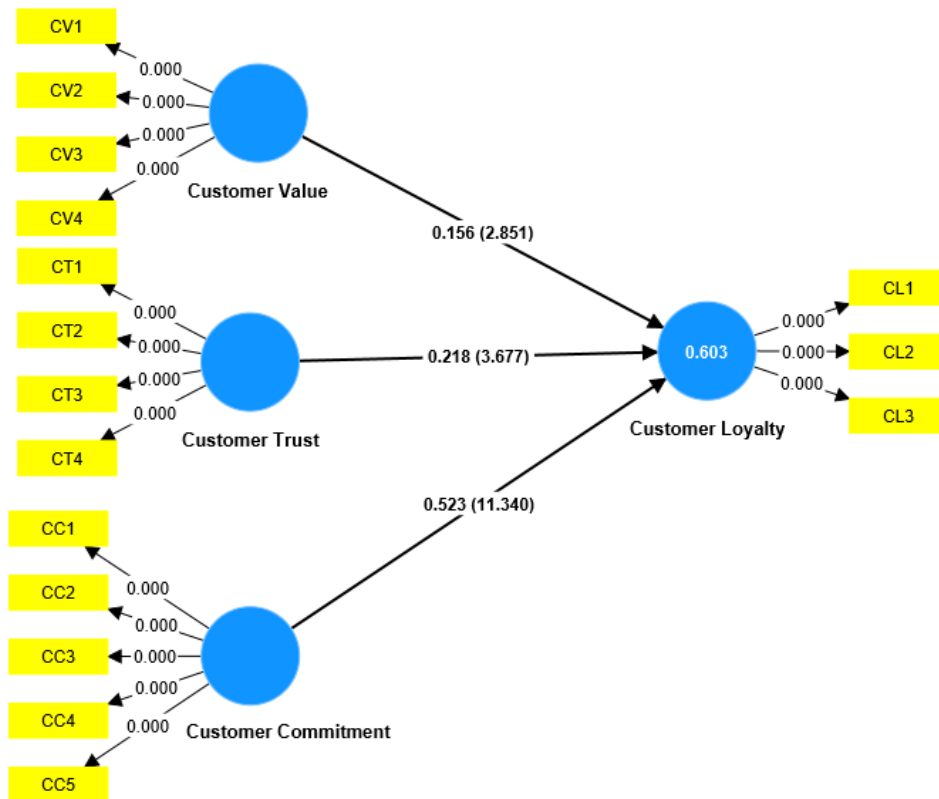 CV1
0.000
CV2
0.000
CV3
0.000
CV4
0.000
Customer Value
0.156 (2.851)
CT1
0.000
CT2
0.000
CT3
0.000
CT4
0.000
Customer Trust
0.218 (3.677)
CC1
0.000
CC2
0.000
CC3
0.000
CC4
0.000
CC5
0.000
Customer Commitment
0.523 (11.340)
0.603
Customer Loyalty
0.000
CL1
0.000
CL2
0.000
CL3